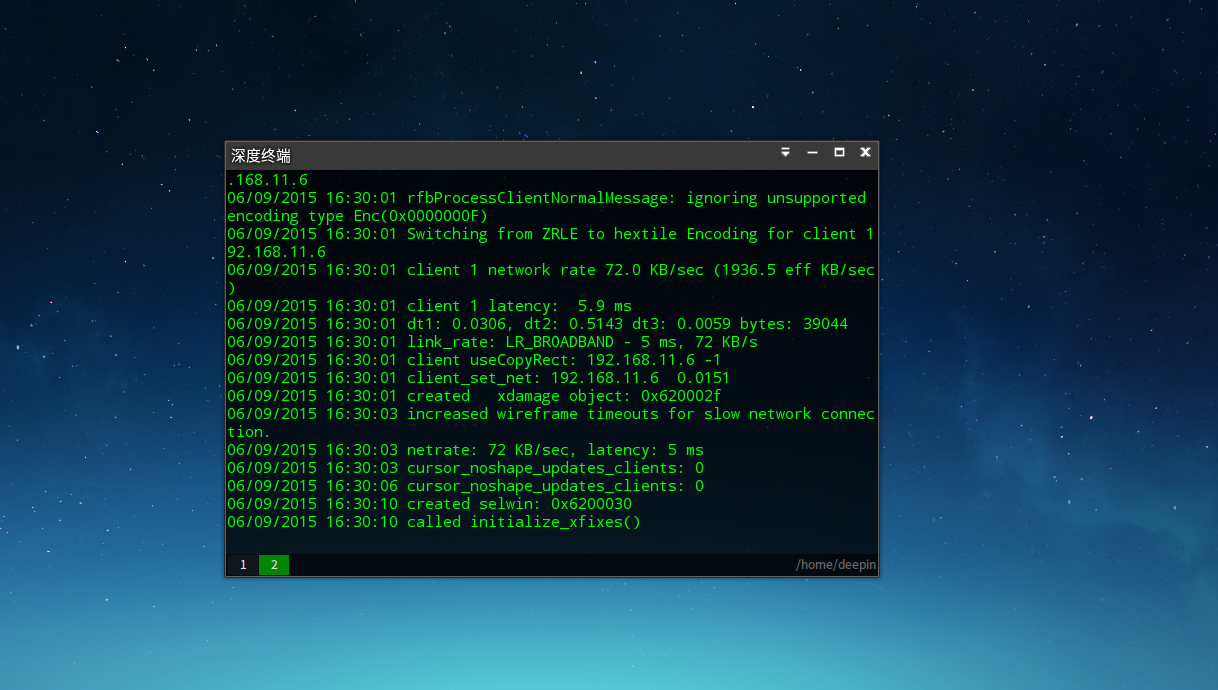 深度终端
.168.11.6
06/09/2015 16:30:01 rfbProcessClientNormalMessage: ignoring unsupported
encoding type Enc(0x0000000F)
06/09/2015 16:30:01 Switching from ZRLE to hextile Encoding for client 1
92.168.11.6
06/09/2015 16:30:01 client 1 network rate 72.0 KB/sec (1936.5 eff KB/sec
)
06/09/2015 16:30:01 client 1 latency:  5.9 ms
06/09/2015 16:30:01 dt1: 0.0306, dt2: 0.5143 dt3: 0.0059 bytes: 39044
06/09/2015 16:30:01 link_rate: LR_BROADBAND - 5 ms, 72 KB/s
06/09/2015 16:30:01 client useCopyRect: 192.168.11.6 -1
06/09/2015 16:30:01 client_set_net: 192.168.11.6  0.0151
06/09/2015 16:30:01 created   xdamage object: 0x620002f
06/09/2015 16:30:03 increased wireframe timeouts for slow network connec
tion.
06/09/2015 16:30:03 netrate: 72 KB/sec, latency: 5 ms
06/09/2015 16:30:03 cursor_noshape_updates_clients: 0
06/09/2015 16:30:06 cursor_noshape_updates_clients: 0
06/09/2015 16:30:10 created selwin: 0x6200030
06/09/2015 16:30:10 called initialize_xfixes()
1 2 /home/deepin